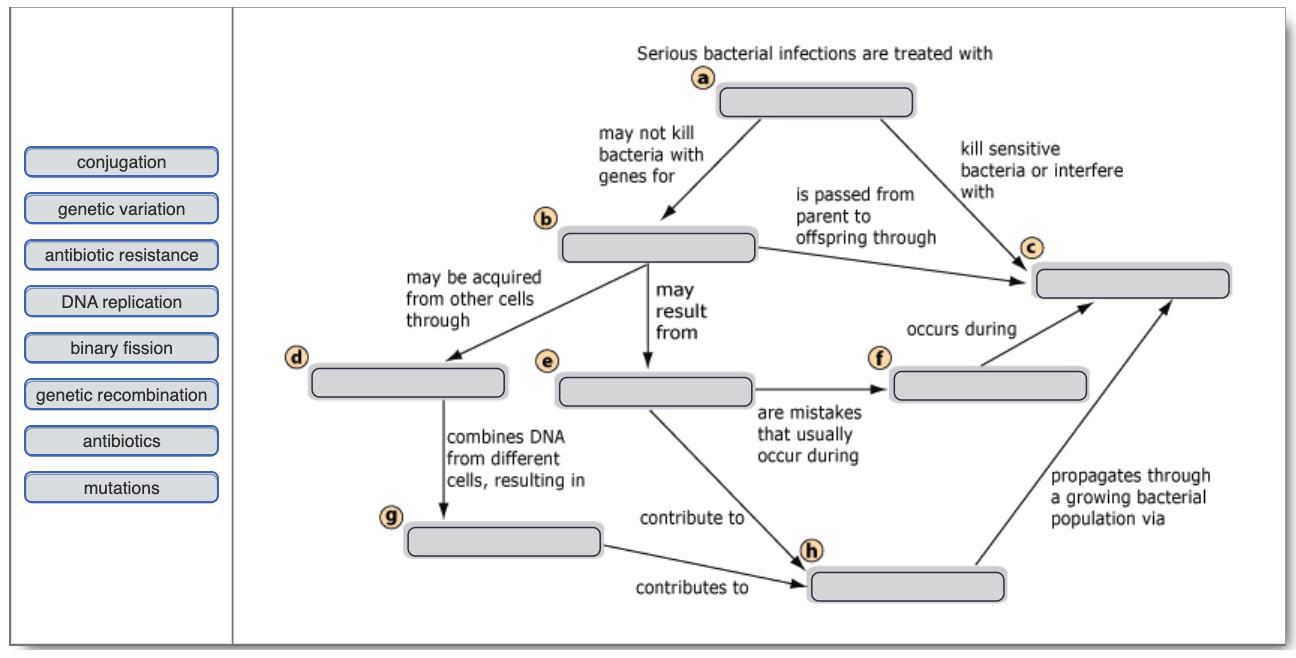 conjugation
genetic variation
antibiotic resistance
DNA replication
binary fission
genetic recombination
antibiotics
mutations
Serious bacterial infections are treated with
a
may not kill
bacteria with
genes for
kill sensitive
bacteria or interfere
with
b
is passed from
parent to
offspring through
c
may be acquired
from other cells
through
may
result
from
occurs during
d
e
f
are mistakes
that usually
occur during
combines DNA
from different
cells, resulting in
propagates through
a growing bacterial
population via
g
contribute to
h
contributes to